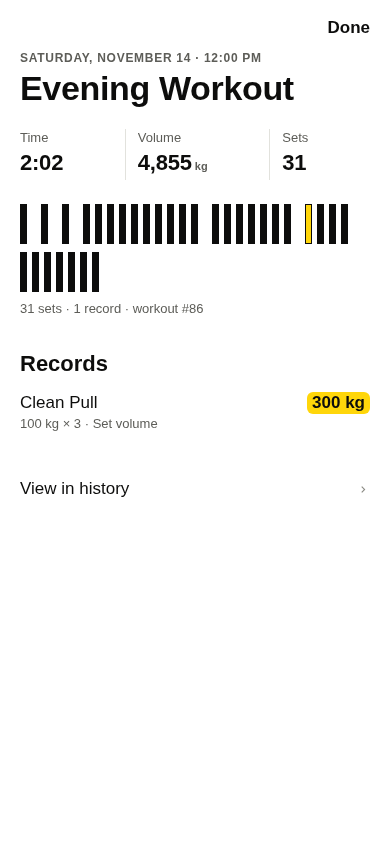 Done
SATURDAY, NOVEMBER 14 · 12:00 PM
Evening Workout
Time
Volume
Sets
2:02
4,855 kg
31
31 sets · 1 record · workout #86
Records
Clean Pull
300 kg
100 kg × 3 · Set volume
View in history ›